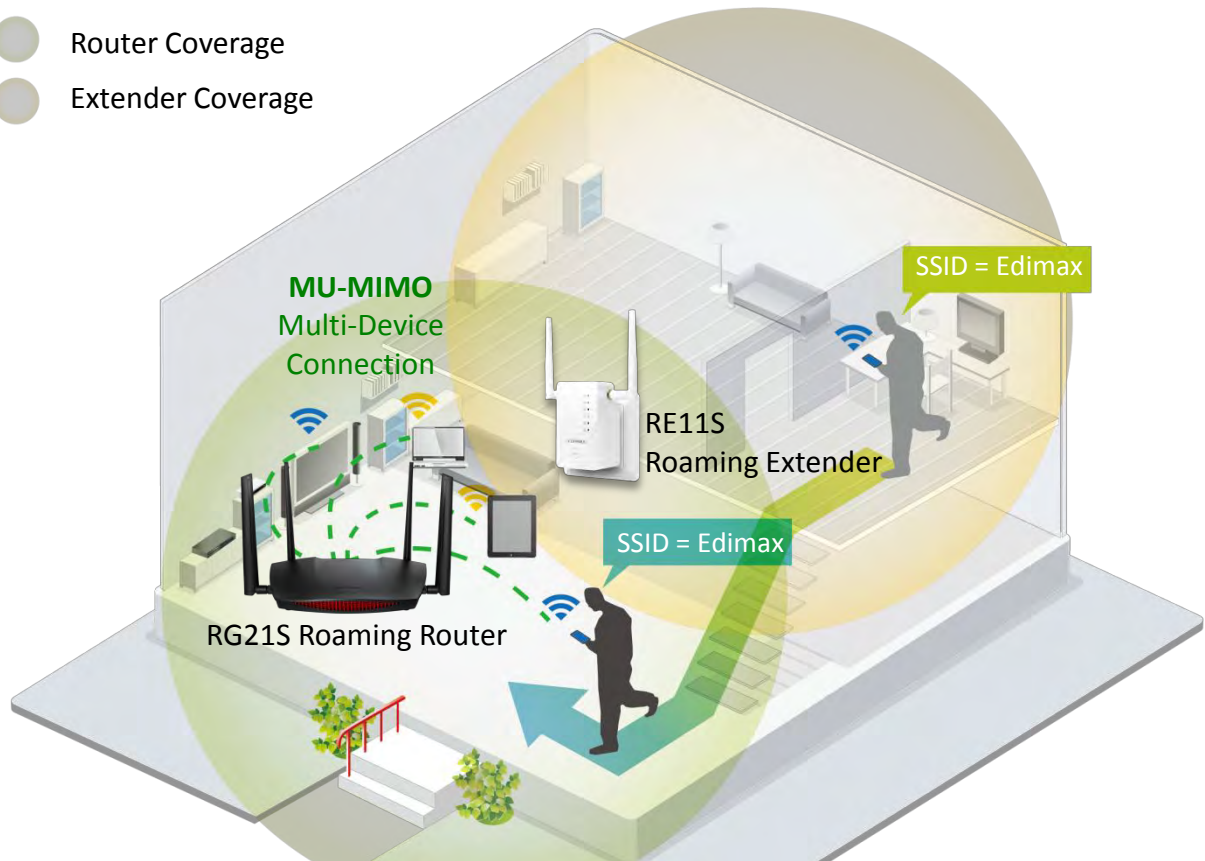 Router Coverage
Extender Coverage
SSID = Edimax
MU-MIMO
Multi-Device
Connection
RE11S
Roaming Extender
SSID = Edimax
RG21S Roaming Router